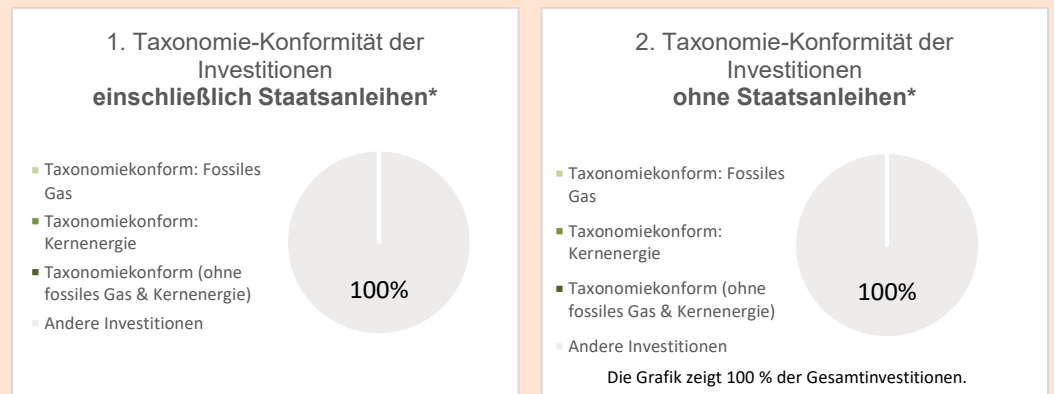 1. Taxonomie-Konformität der
Investitionen
einschließlich Staatsanleihen*
Taxonomiekonform: Fossiles
Gas
Taxonomiekonform:
Kernenergie
Taxonomiekonform (ohne
fossiles Gas & Kernenergie)
Andere Investitionen
100%
2. Taxonomie-Konformität der
Investitionen
ohne Staatsanleihen*
Taxonomiekonform: Fossiles
Gas
Taxonomiekonform:
Kernenergie
Taxonomiekonform (ohne
fossiles Gas & Kernenergie)
Andere Investitionen
100%
Die Grafik zeigt 100 % der Gesamtinvestitionen.